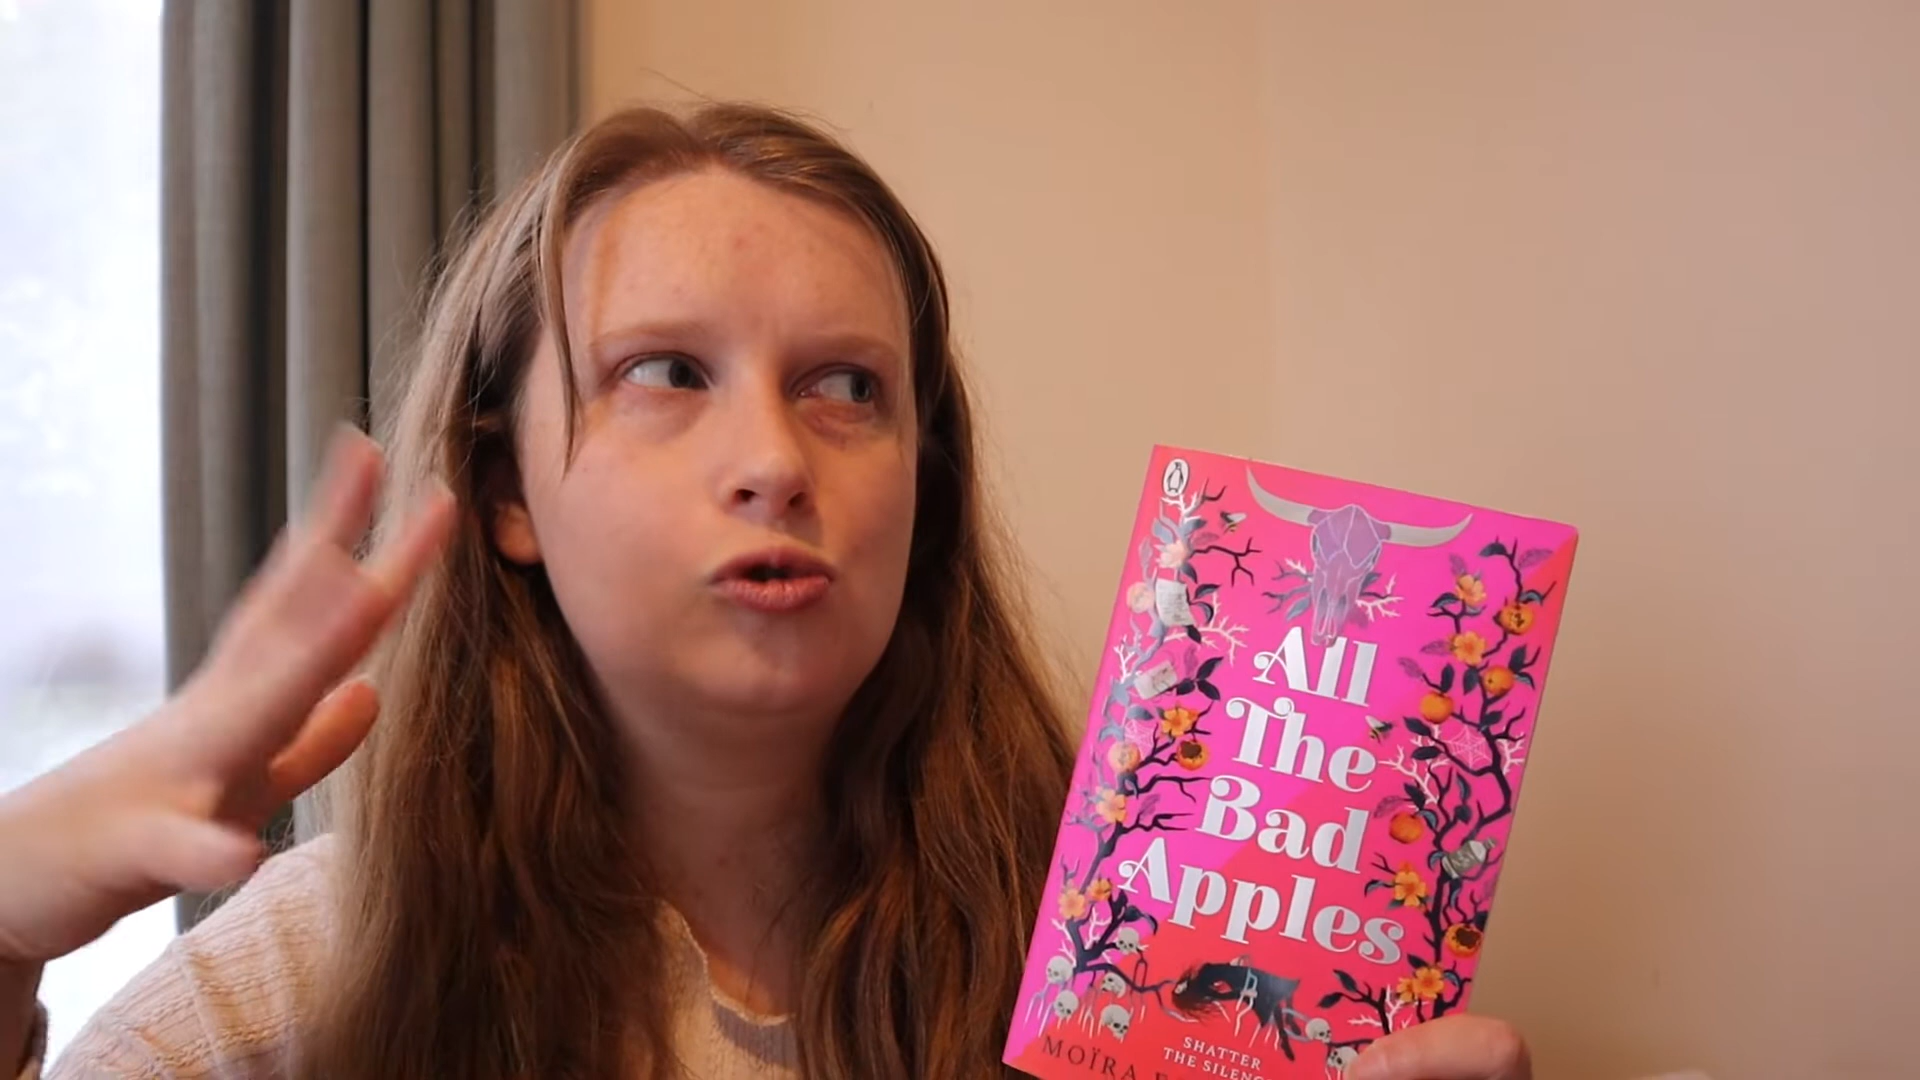 All
The
Bad
Apples
SHATTER
THE SILENC
MOÏRA